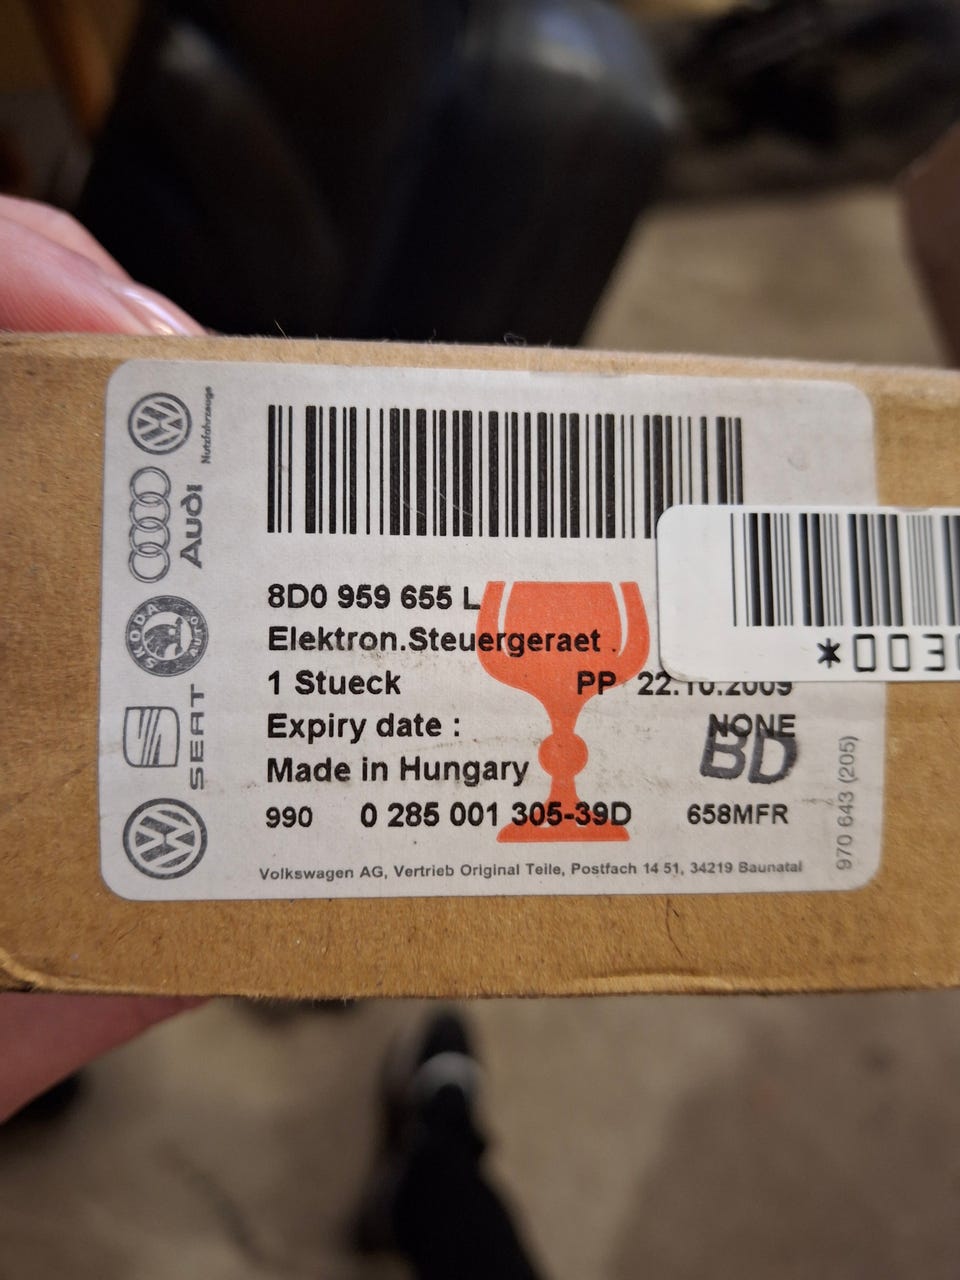 Nutzfahrzeuge
Audi
SKODA
AUTO
SEAT
8D0 959 655 L
Elektron.Steuergeraet .
1 Stueck PP 22.10.2009
Expiry date : NONE
BD
Made in Hungary
990 0 285 001 305-39D 658MFR
Volkswagen AG, Vertrieb Original Teile, Postfach 14 51, 34219 Baunatal
970 643 (205)